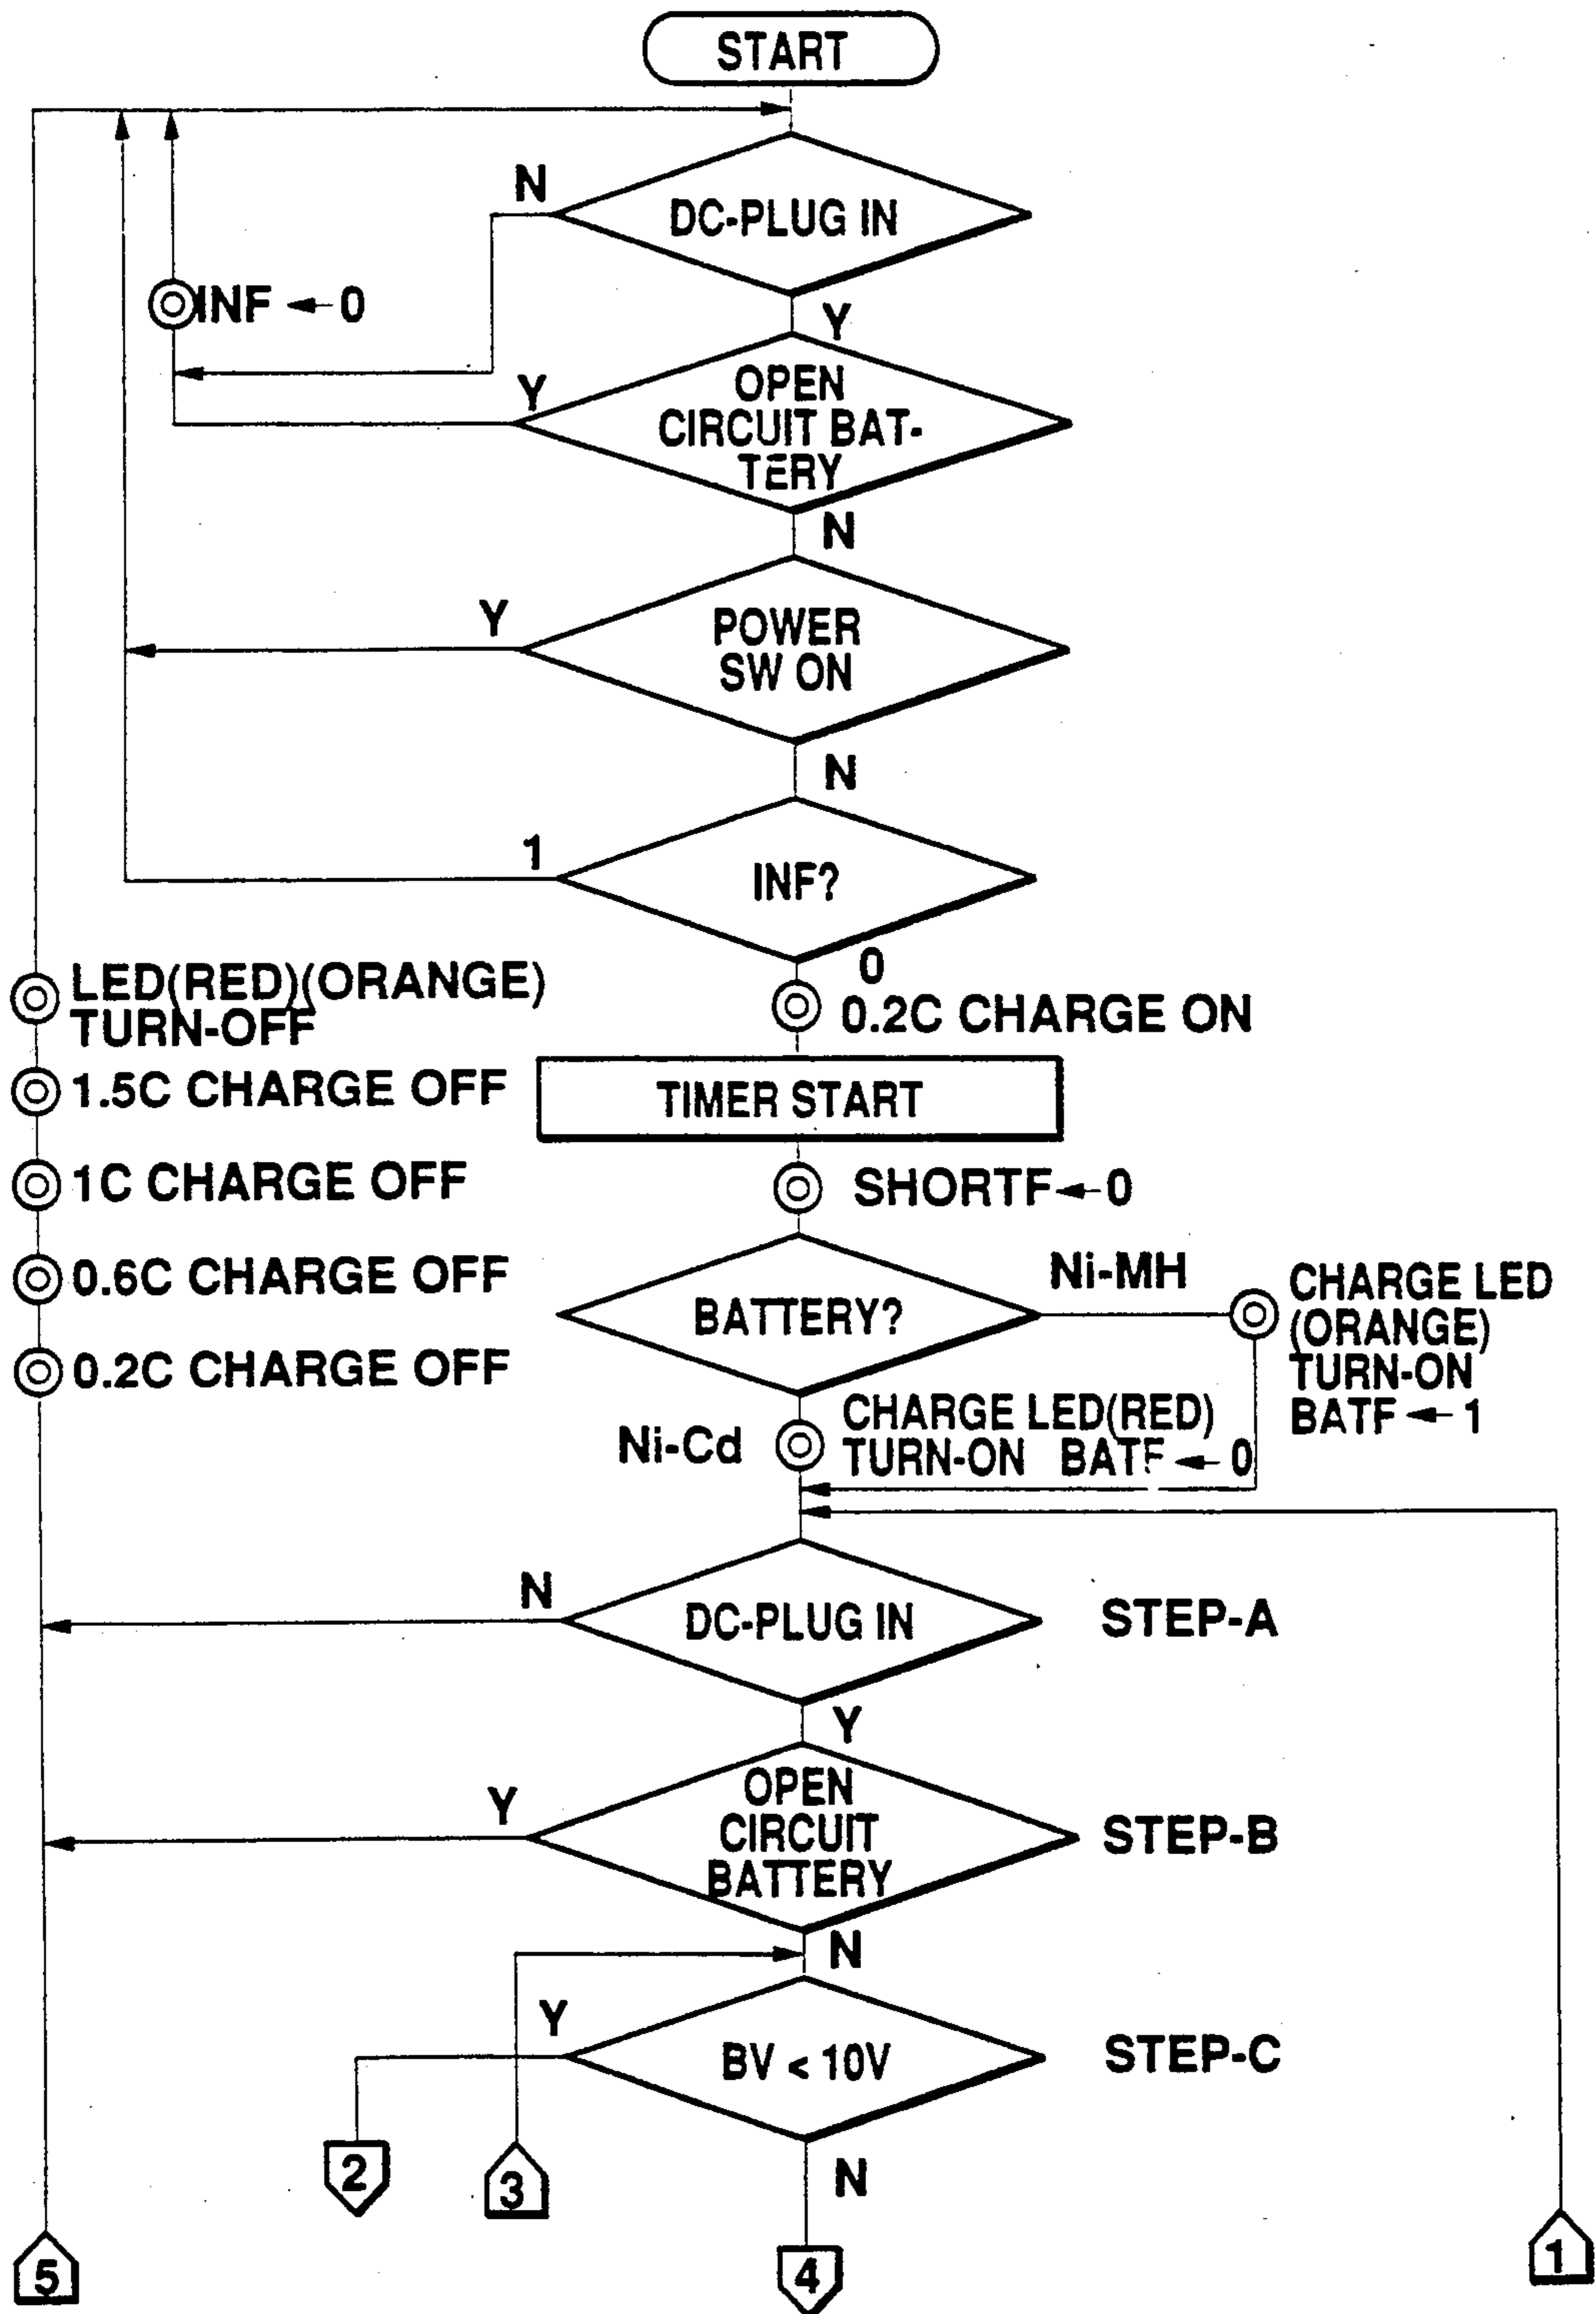 START
N
DC-PLUG IN
INF ← 0
Y
Y
OPEN
CIRCUIT BAT-
TERY
N
Y
POWER
SW ON
N
1
INF?
0
LED(RED)(ORANGE)
TURN-OFF
0.2C CHARGE ON
1.5C CHARGE OFF
TIMER START
1C CHARGE OFF
SHORTF←0
0.6C CHARGE OFF
BATTERY?
Ni-MH
CHARGE LED
(ORANGE)
TURN-ON
BATF ← 1
0.2C CHARGE OFF
Ni-Cd
CHARGE LED(RED)
TURN-ON BATF ← 0
N
DC-PLUG IN
STEP-A
Y
Y
OPEN
CIRCUIT
BATTERY
STEP-B
N
Y
BV < 10V
STEP-C
2
3
N
5
4
1